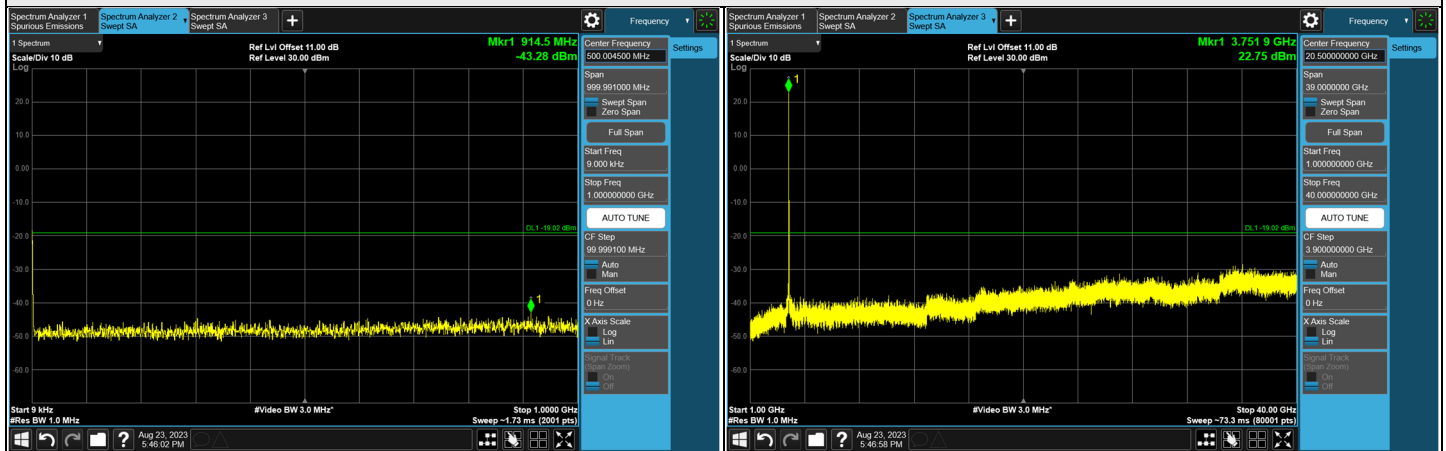 Spectrum Analyzer 1
Spurious Emissions
Spectrum Analyzer 2
Swept SA
Spectrum Analyzer 3
Swept SA
+
Frequency
1 Spectrum
Scale/Div 10 dB
Log
Ref Lvl Offset 11.00 dB
Ref Level 30.00 dBm
Mkr1 914.5 MHz
-43.28 dBm
1
20.0
10.0
0.00
-10.0
-20.0
-30.0
-40.0
-50.0
-60.0
DL1 -19.02 dBm
Start 9 kHz
#Res BW 1.0 MHz
#Video BW 3.0 MHz*
Stop 1.0000 GHz
Sweep ~1.73 ms (2001 pts)
Center Frequency
500.004500 MHz
Span
999.991000 MHz
Swept Span
Zero Span
Full Span
Start Freq
9.000 kHz
Stop Freq
1.000000000 GHz
AUTO TUNE
CF Step
99.999100 MHz
Auto
Man
Freq Offset
0 Hz
X Axis Scale
Log
Lin
Signal Track
(Span Zoom)
On
Off
Settings
?
Aug 23, 2023
5:46:02 PM
Spectrum Analyzer 1
Spurious Emissions
Spectrum Analyzer 2
Swept SA
Spectrum Analyzer 3
Swept SA
+
Frequency
1 Spectrum
Scale/Div 10 dB
Log
Ref Lvl Offset 11.00 dB
Ref Level 30.00 dBm
Mkr1 3.751 9 GHz
22.75 dBm
1
20.0
10.0
0.00
-10.0
-20.0
-30.0
-40.0
-50.0
-60.0
DL1 -19.02 dBm
Start 1.00 GHz
#Res BW 1.0 MHz
#Video BW 3.0 MHz*
Stop 40.00 GHz
Sweep ~73.3 ms (80001 pts)
Center Frequency
20.500000000 GHz
Span
39.0000000 GHz
Swept Span
Zero Span
Full Span
Start Freq
1.000000000 GHz
Stop Freq
40.000000000 GHz
AUTO TUNE
CF Step
3.900000000 GHz
Auto
Man
Freq Offset
0 Hz
X Axis Scale
Log
Lin
Signal Track
(Span Zoom)
On
Off
Settings
?
Aug 23, 2023
5:46:58 PM